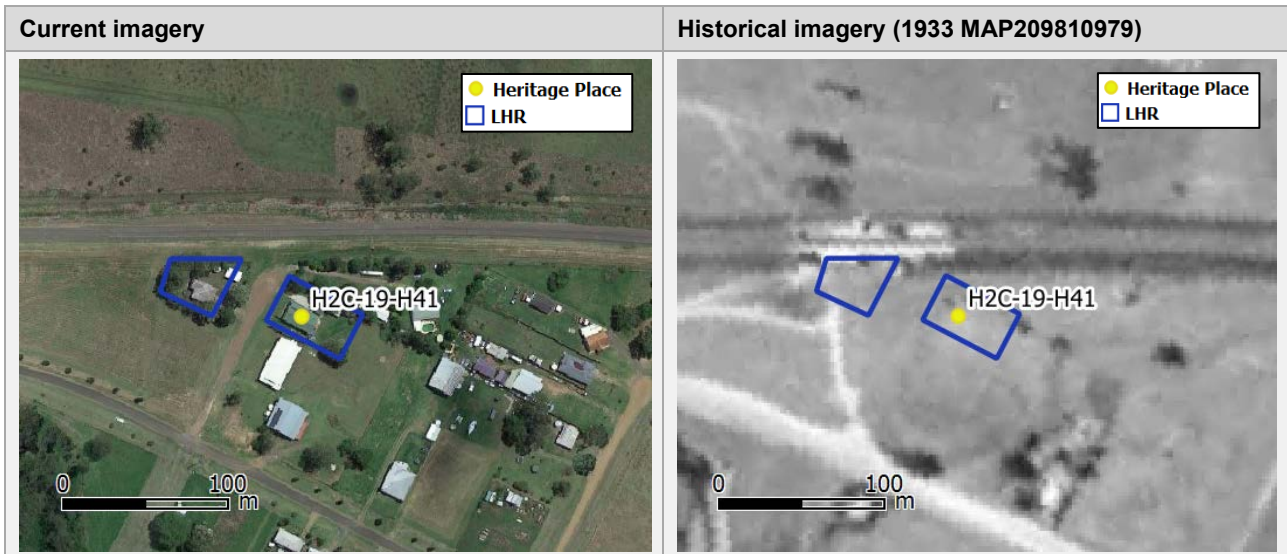 Current imagery
Historical imagery (1933 MAP209810979)
Heritage Place
LHR
H2C-19-H41
0 100 m
Heritage Place
LHR
H2C-19-H41
0 100 m